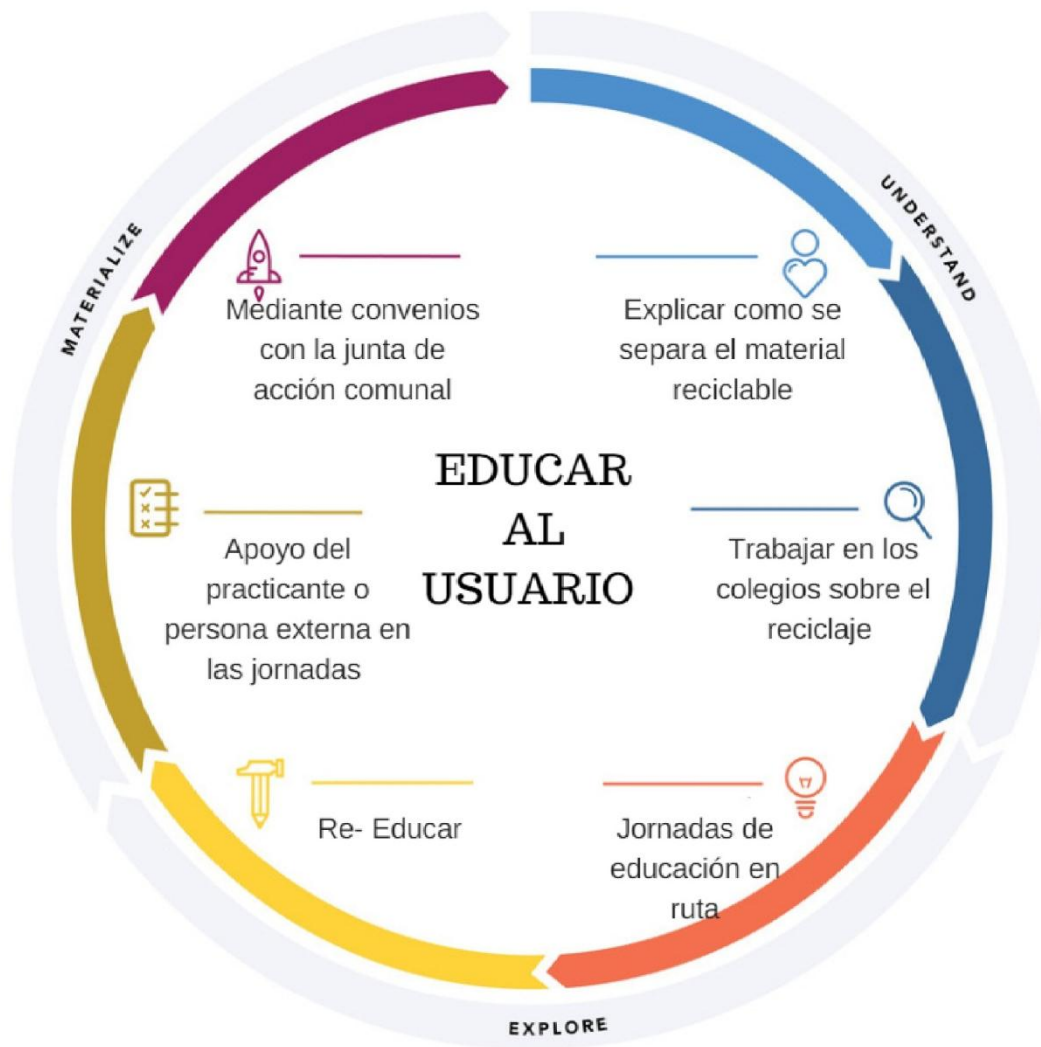 UNDERSTAND
MATERIALIZE
Mediante convenios
con la junta de
acción comunal
Explicar como se
separa el material
reciclable
EDUCAR
AL
USUARIO
Apoyo del
practicante o
persona externa en
las jornadas
Trabajar en los
colegios sobre el
reciclaje
Re- Educar
Jornadas de
educación en
ruta
EXPLORE